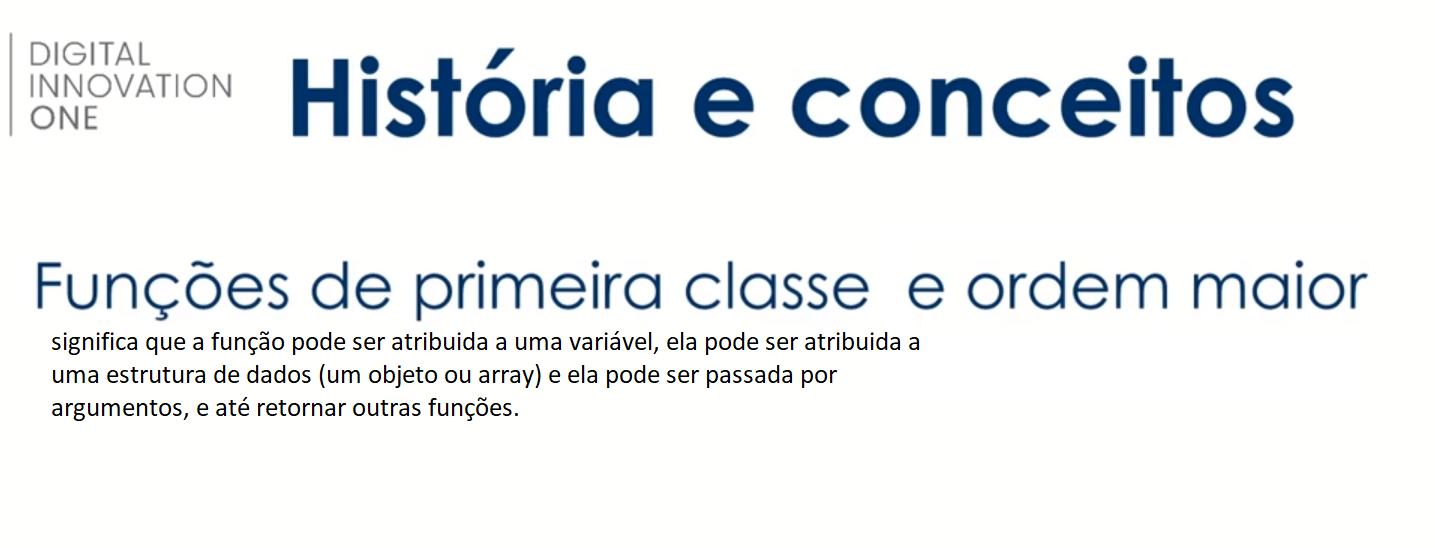 DIGITAL
INNOVATION
ONE
História e conceitos
Funções de primeira classe e ordem maior
significa que a função pode ser atribuida a uma variável, ela pode ser atribuida a
uma estrutura de dados (um objeto ou array) e ela pode ser passada por
argumentos, e até retornar outras funções.